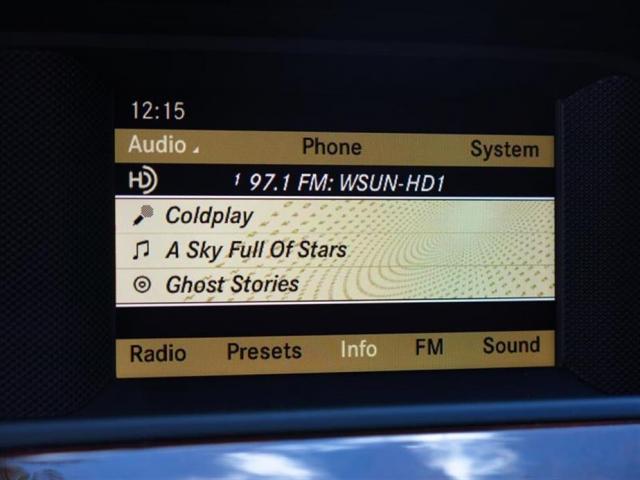 12:15
Audio Phone System
HD 1 97.1 FM: WSUN-HD1
Coldplay
A Sky Full Of Stars
Ghost Stories
Radio Presets Info FM Sound